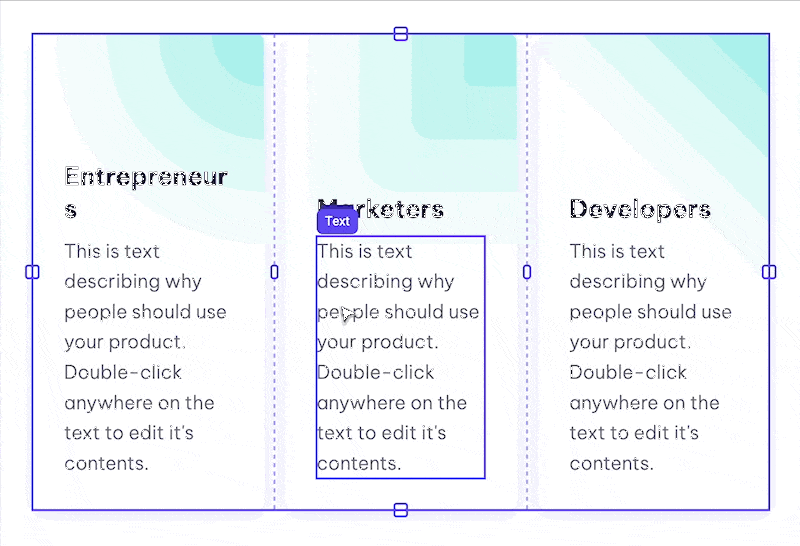 Entrepreneur
s
This is text
describing why
people should use
your product.
Double-click
anywhere on the
text to edit it's
contents.
Marketers
Text
This is text
describing why
people should use
your product.
Double-click
anywhere on the
text to edit it's
contents.
Developers
This is text
describing why
people should use
your product.
Double-click
anywhere on the
text to edit it's
contents.